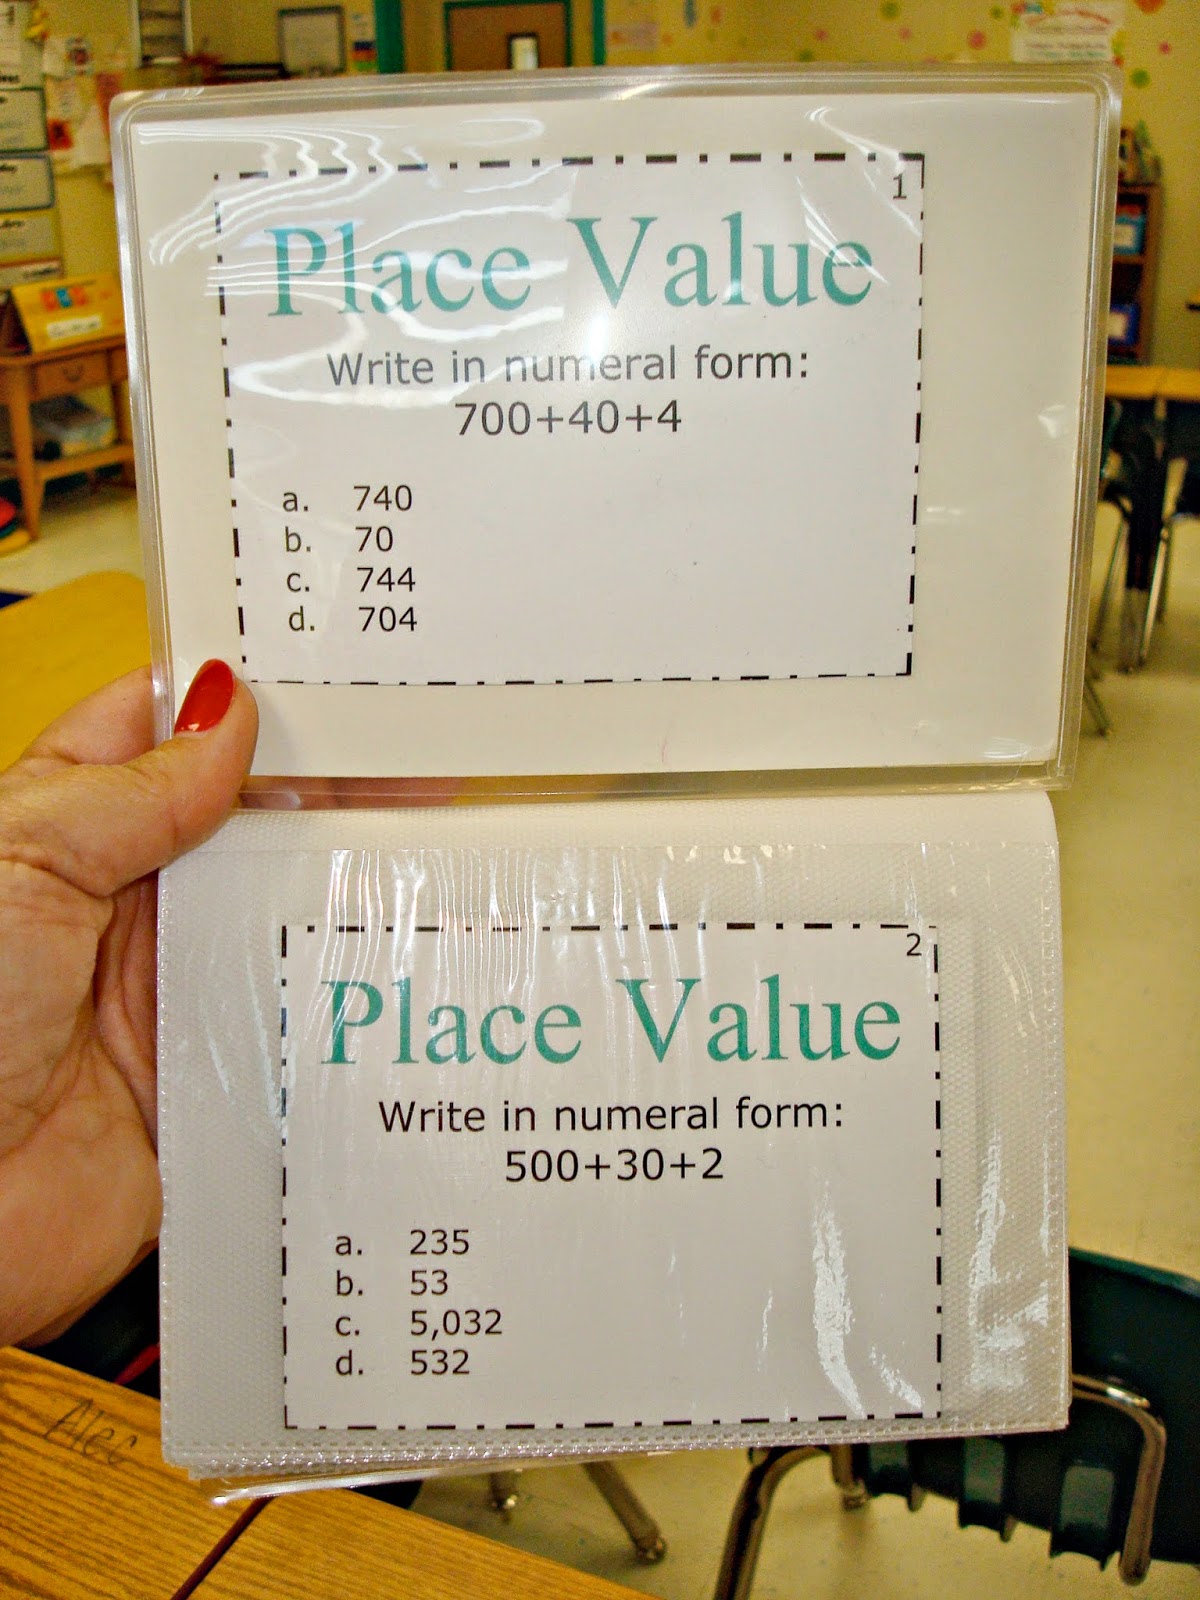 1
Place Value
Write in numeral form:
700+40+4
a. 740
b. 70
c. 744
d. 704
2
Place Value
Write in numeral form:
500+30+2
a. 235
b. 53
c. 5,032
d. 532
Alec